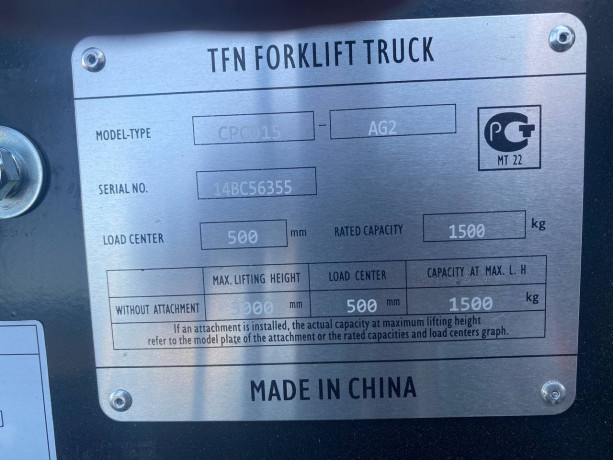 TFN FORKLIFT TRUCK
MODEL-TYPE - AG2
MT 22
SERIAL NO. 14BC56355
LOAD CENTER 500 mm RATED CAPACITY 1500 kg
MAX. LIFTING HEIGHT LOAD CENTER CAPACITY AT MAX. L. H
WITHOUT ATTACHMENT mm 500 mm 1500 kg
If an attachment is installed, the actual capacity at maximum lifting height
refer to the model plate of the attachment or the rated capacities and load centers graph.
MADE IN CHINA